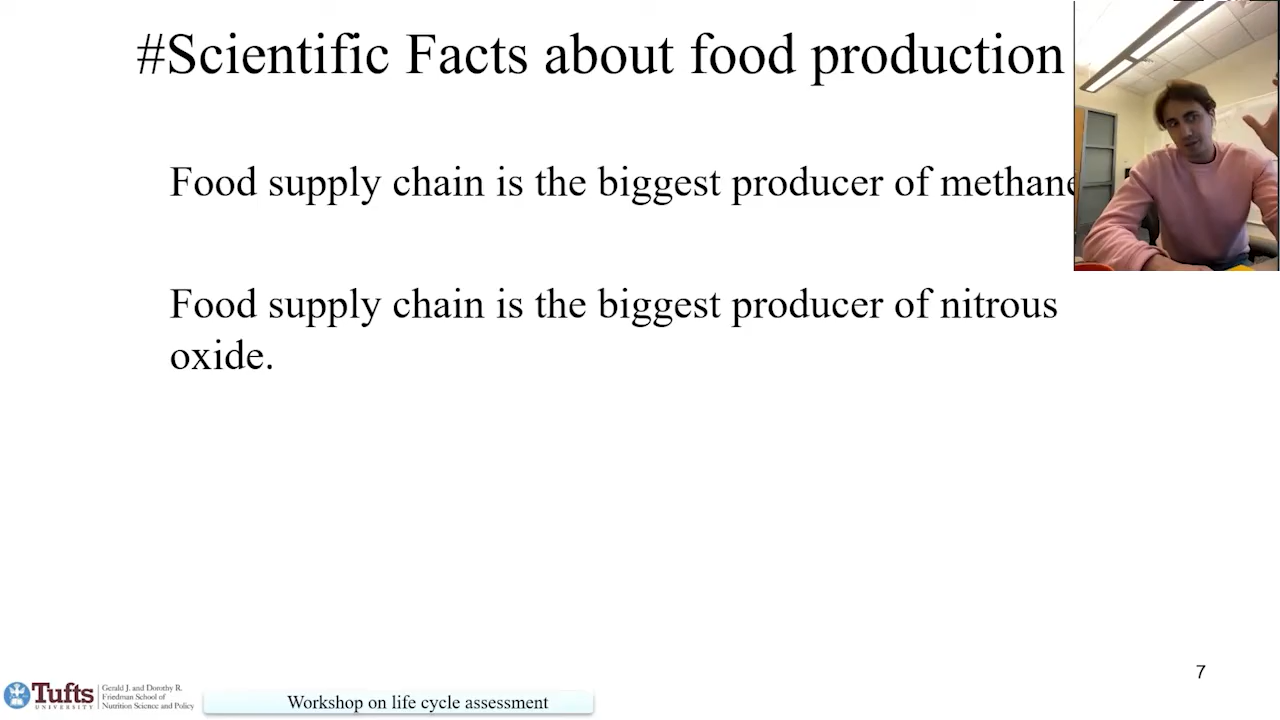 #Scientific Facts about food production
Food supply chain is the biggest producer of methane
Food supply chain is the biggest producer of nitrous
oxide.
7
Tufts
UNIVERSITY
Gerald J. and Dorothy R.
Friedman School of
Nutrition Science and Policy
Workshop on life cycle assessment